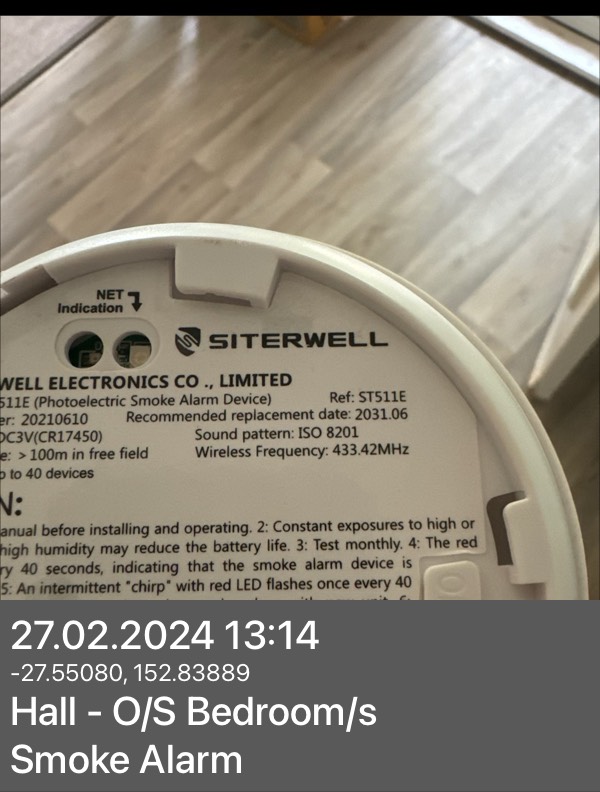 NET
Indication
SITERWELL
WELL ELECTRONICS CO ., LIMITED
511E (Photoelectric Smoke Alarm Device) Ref: ST511E
er: 20210610 Recommended replacement date: 2031.06
DC3V(CR17450) Sound pattern: ISO 8201
e: > 100m in free field Wireless Frequency: 433.42MHz
p to 40 devices
N:
anual before installing and operating. 2: Constant exposures to high or
high humidity may reduce the battery life. 3: Test monthly. 4: The red
ry 40 seconds, indicating that the smoke alarm device is
5: An intermittent "chirp" with red LED flashes once every 40
27.02.2024 13:14
-27.55080, 152.83889
Hall - O/S Bedroom/s
Smoke Alarm